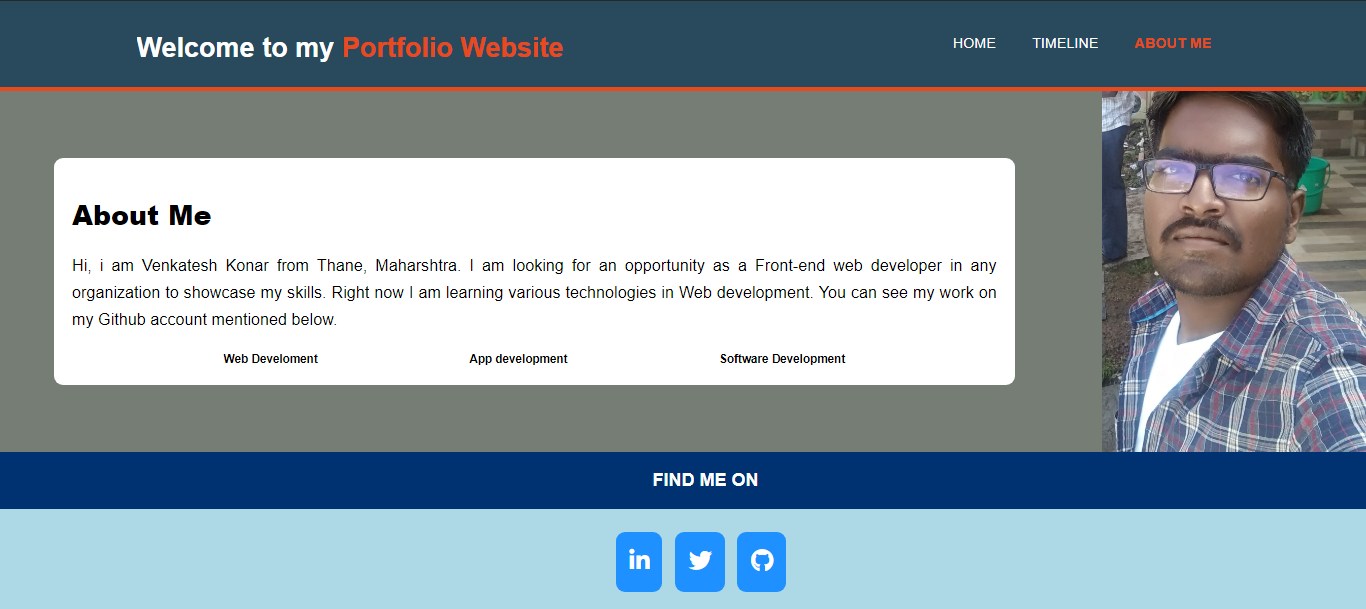 Welcome to my Portfolio Website
HOME TIMELINE ABOUT ME
About Me
Hi, i am Venkatesh Konar from Thane, Maharshtra. I am looking for an opportunity as a Front-end web developer in any
organization to showcase my skills. Right now I am learning various technologies in Web development. You can see my work on
my Github account mentioned below.
Web Develoment App development Software Development
FIND ME ON
in